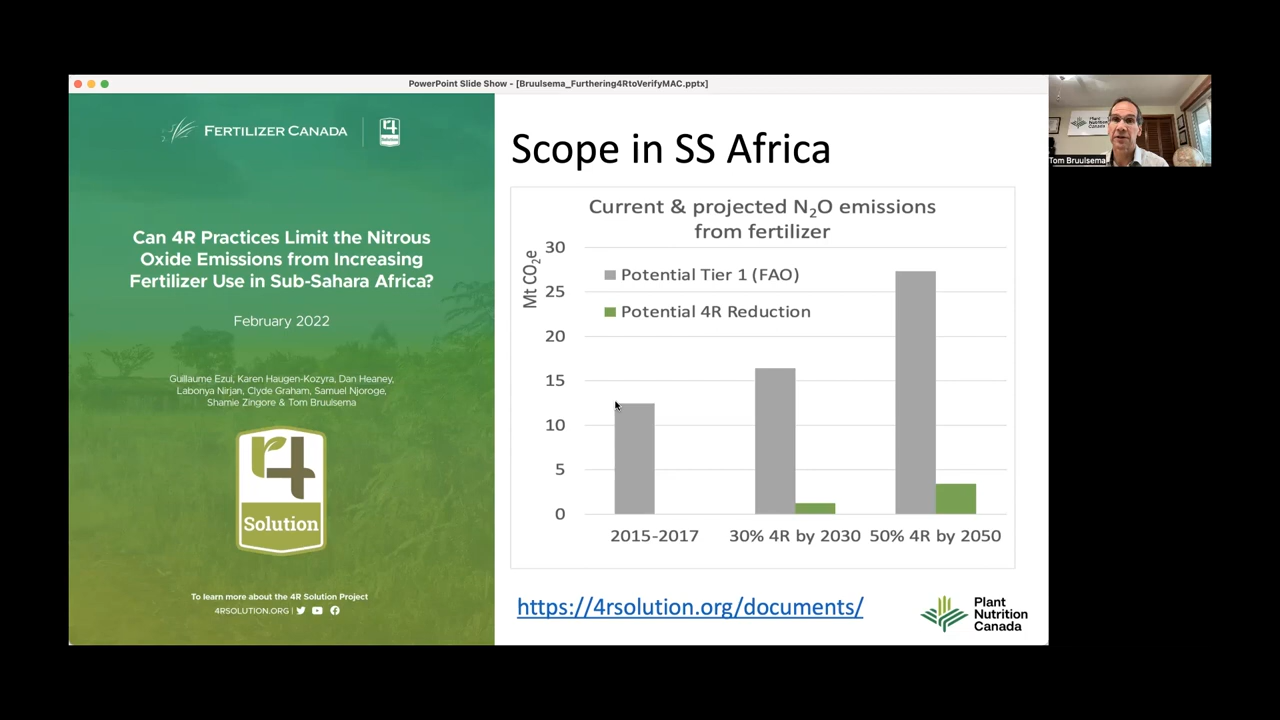 PowerPoint Slide Show - [Bruulsema_Furthering4RtoVerifyMAC.pptx]
FERTILIZER CANADA
Can 4R Practices Limit the Nitrous
Oxide Emissions from Increasing
Fertilizer Use in Sub-Sahara Africa?
February 2022
Guillaume Ezui, Karen Haugen-Kozyra, Dan Heaney,
Labonya Nirjan, Clyde Graham, Samuel Njoroge,
Shamie Zingore & Tom Bruulsema
r4
Solution
To learn more about the 4R Solution Project
4RSOLUTION.ORG |
Scope in SS Africa
Current & projected N₂O emissions
from fertilizer
Mt CO₂e
30
25
20
15
10
5
0
Potential Tier 1 (FAO)
Potential 4R Reduction
2015-2017
30% 4R by 2030
50% 4R by 2050
https://4rsolution.org/documents/
Plant
Nutrition
Canada
Plant
Nutrition
Canada
Tom Bruulsema